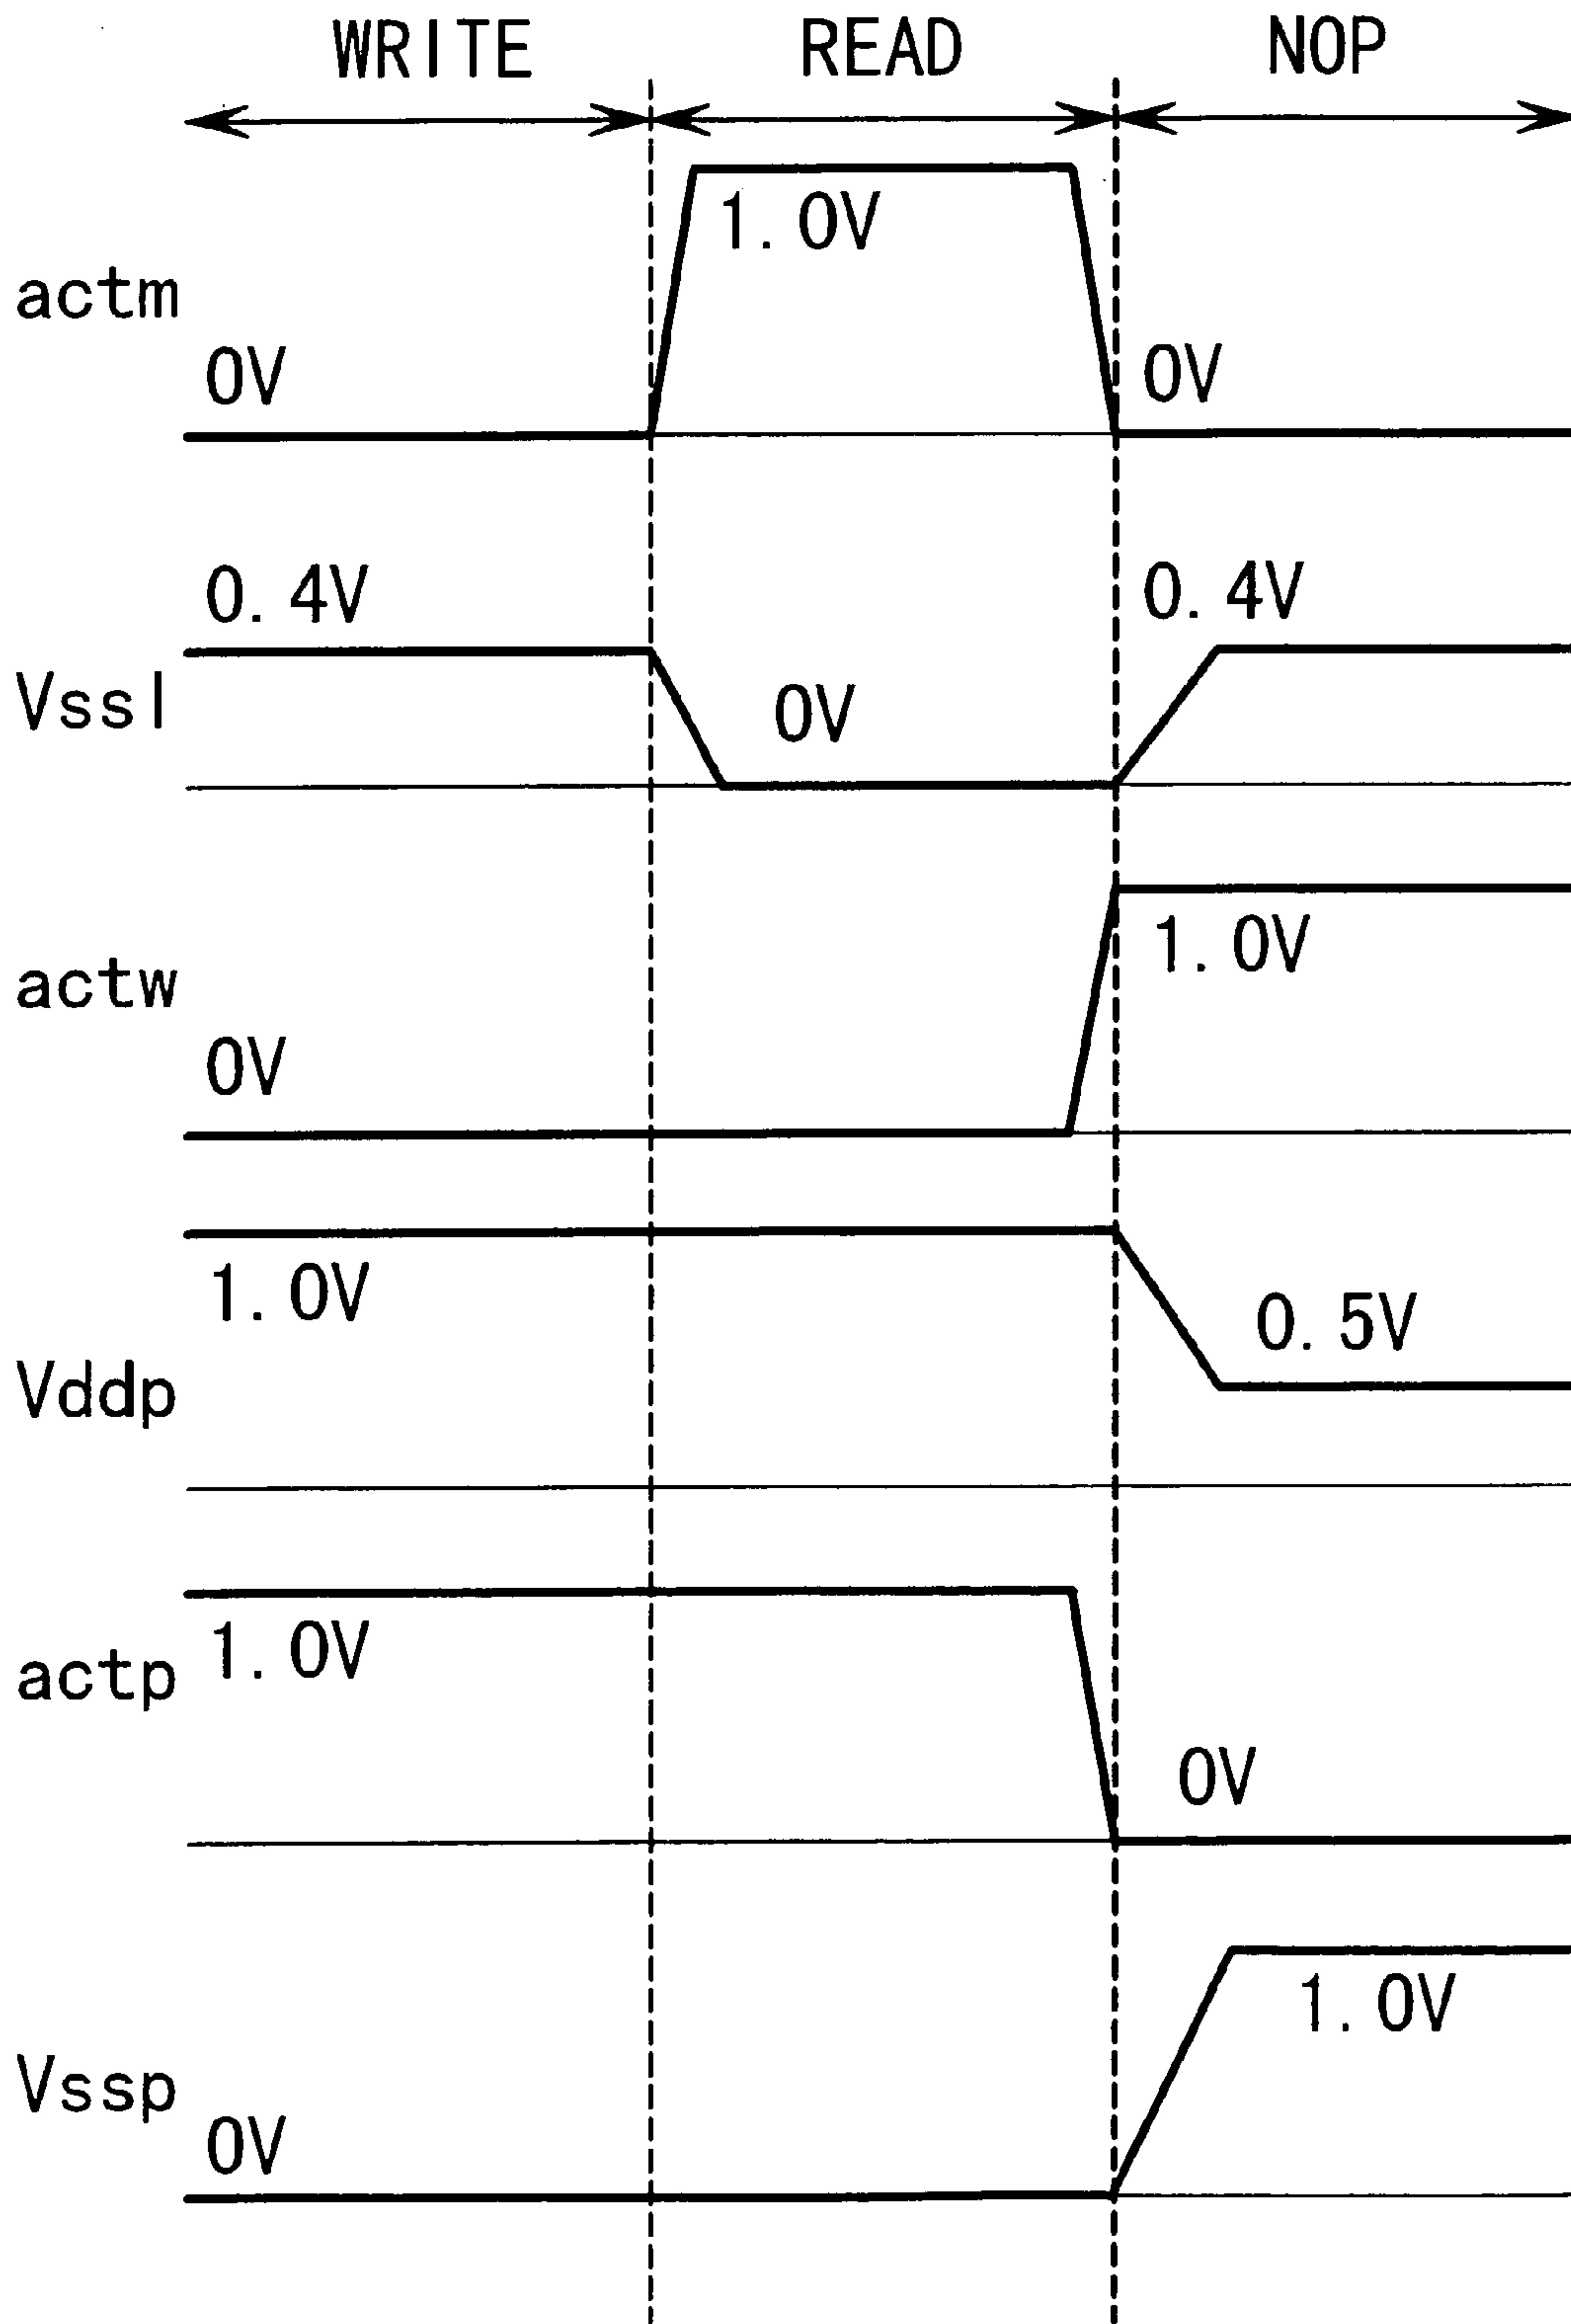 WRITE READ NOP
1.0V
actm
0V 0V
0.4V 0.4V
Vssl
0V
1.0V
actw
0V
1.0V
0.5V
Vddp
1.0V
actp
0V
1.0V
Vssp
0V